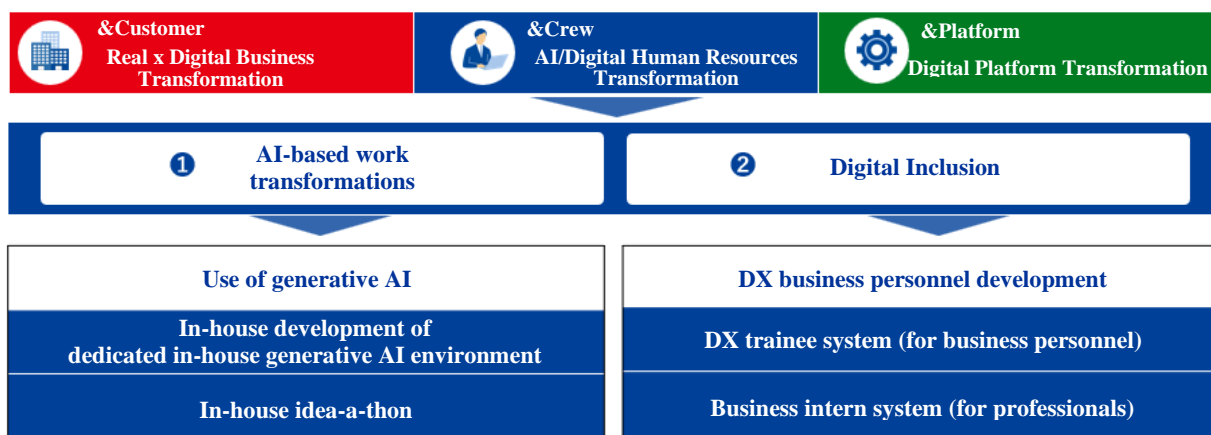 &Customer
Real x Digital Business
Transformation
&Crew
AI/Digital Human Resources
Transformation
&Platform
Digital Platform Transformation
❶
AI-based work
transformations
❷
Digital Inclusion
Use of generative AI
In-house development of
dedicated in-house generative AI environment
In-house idea-a-thon
DX business personnel development
DX trainee system (for business personnel)
Business intern system (for professionals)